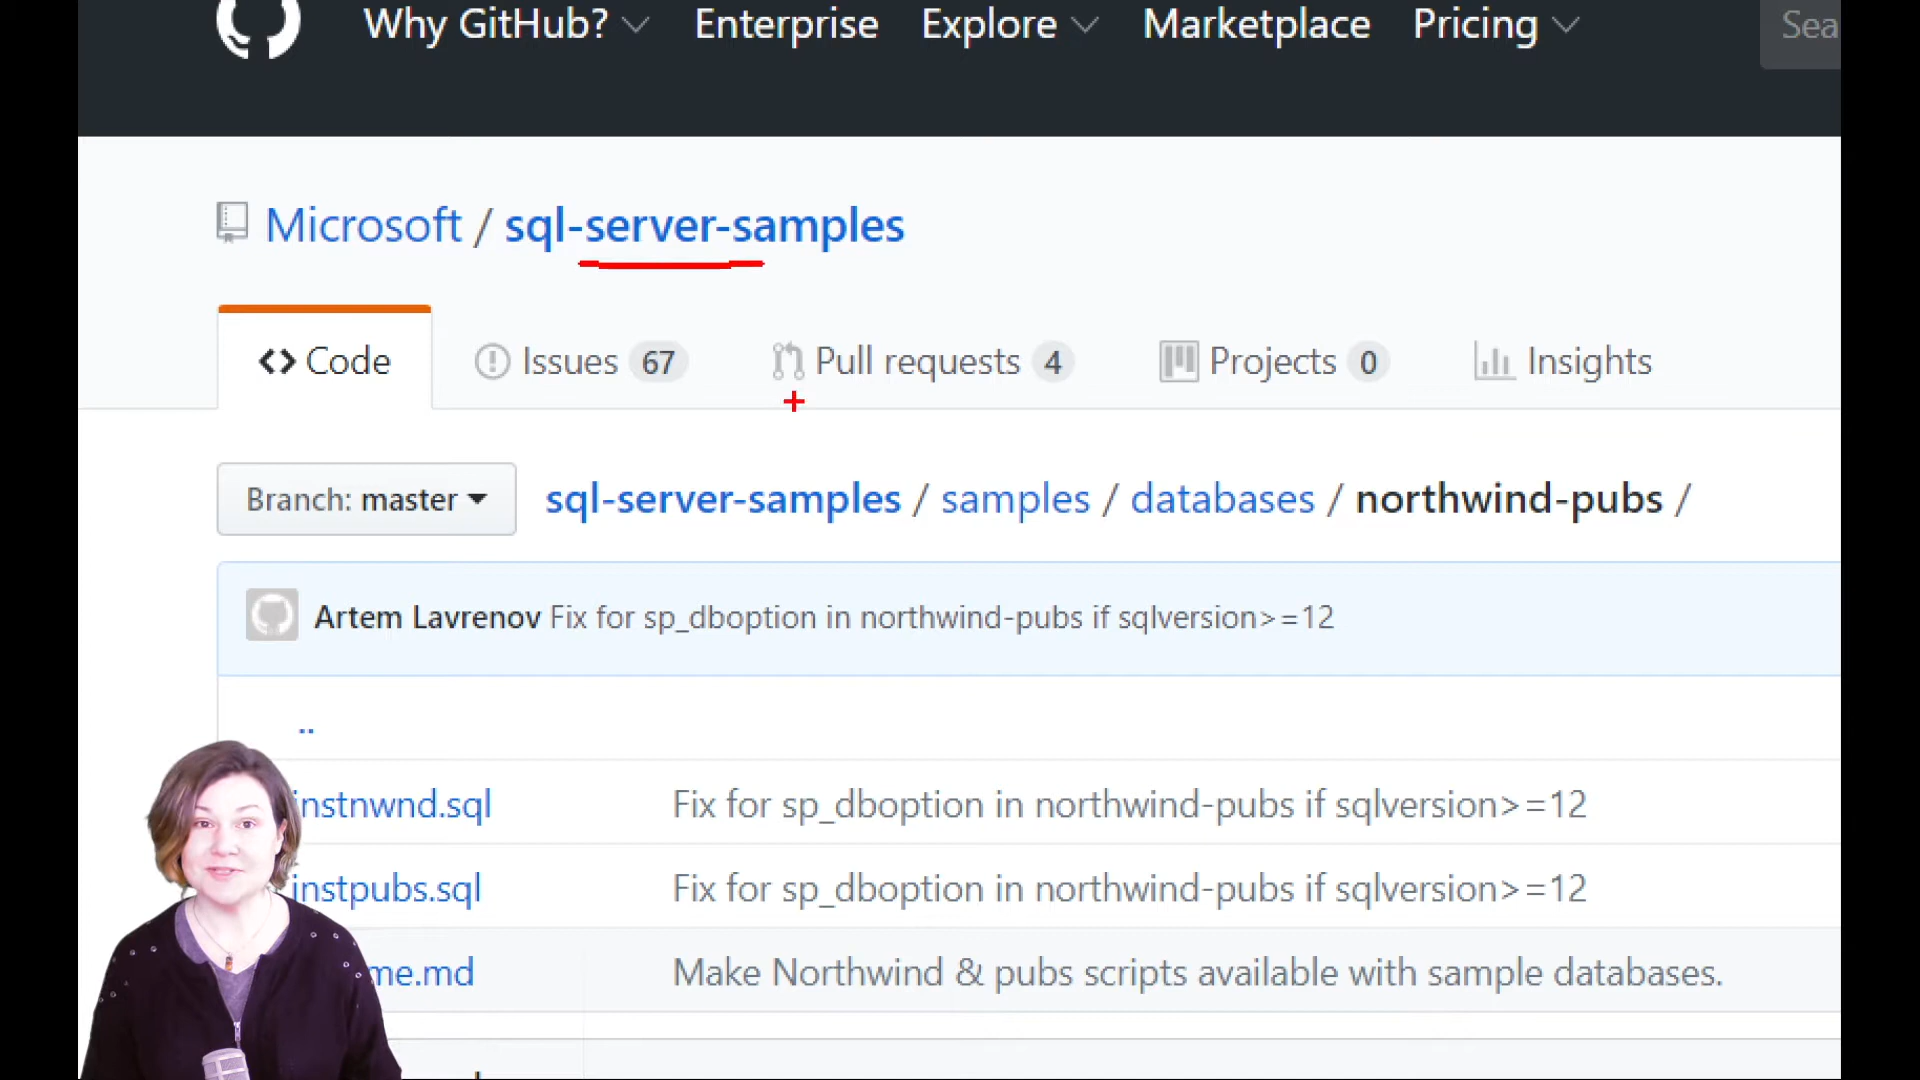 Why GitHub? Enterprise Explore Marketplace Pricing Sea
Microsoft / sql-server-samples
Code Issues 67 Pull requests 4 Projects 0 Insights
Branch: master sql-server-samples / samples / databases / northwind-pubs /
Artem Lavrenov Fix for sp_dboption in northwind-pubs if sqlversion>=12
..
instnwnd.sql Fix for sp_dboption in northwind-pubs if sqlversion>=12
instpubs.sql Fix for sp_dboption in northwind-pubs if sqlversion>=12
me.md Make Northwind & pubs scripts available with sample databases.